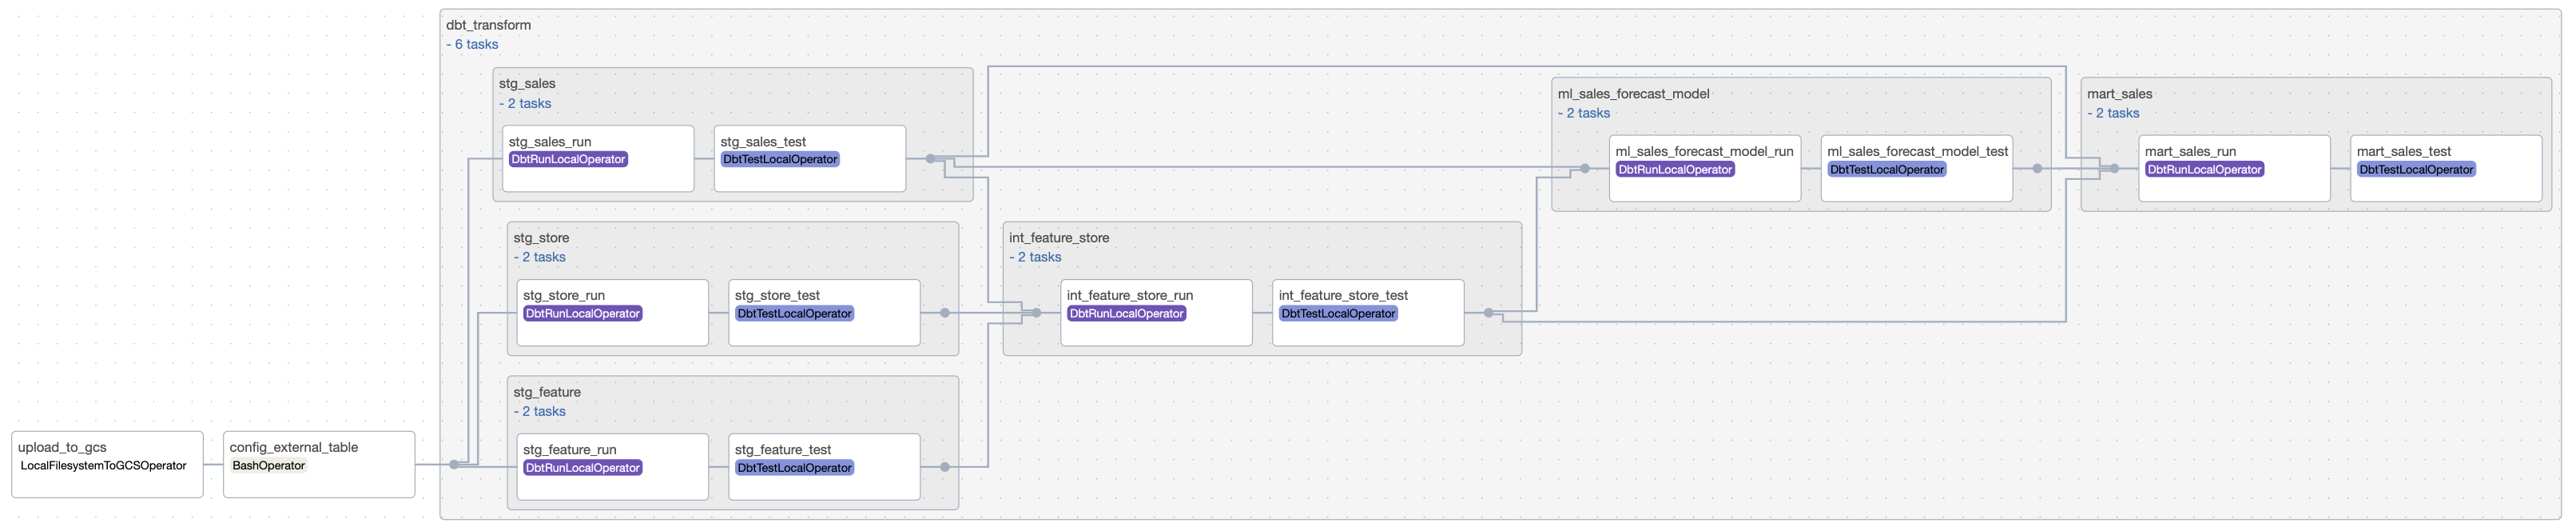 dbt_transform
- 6 tasks
stg_sales
- 2 tasks
stg_sales_run
DbtRunLocalOperator
stg_sales_test
DbtTestLocalOperator
ml_sales_forecast_model
- 2 tasks
ml_sales_forecast_model_run
DbtRunLocalOperator
ml_sales_forecast_model_test
DbtTestLocalOperator
mart_sales
- 2 tasks
mart_sales_run
DbtRunLocalOperator
mart_sales_test
DbtTestLocalOperator
stg_store
- 2 tasks
stg_store_run
DbtRunLocalOperator
stg_store_test
DbtTestLocalOperator
int_feature_store
- 2 tasks
int_feature_store_run
DbtRunLocalOperator
int_feature_store_test
DbtTestLocalOperator
stg_feature
- 2 tasks
stg_feature_run
DbtRunLocalOperator
stg_feature_test
DbtTestLocalOperator
upload_to_gcs
LocalFilesystemToGCSOperator
config_external_table
BashOperator